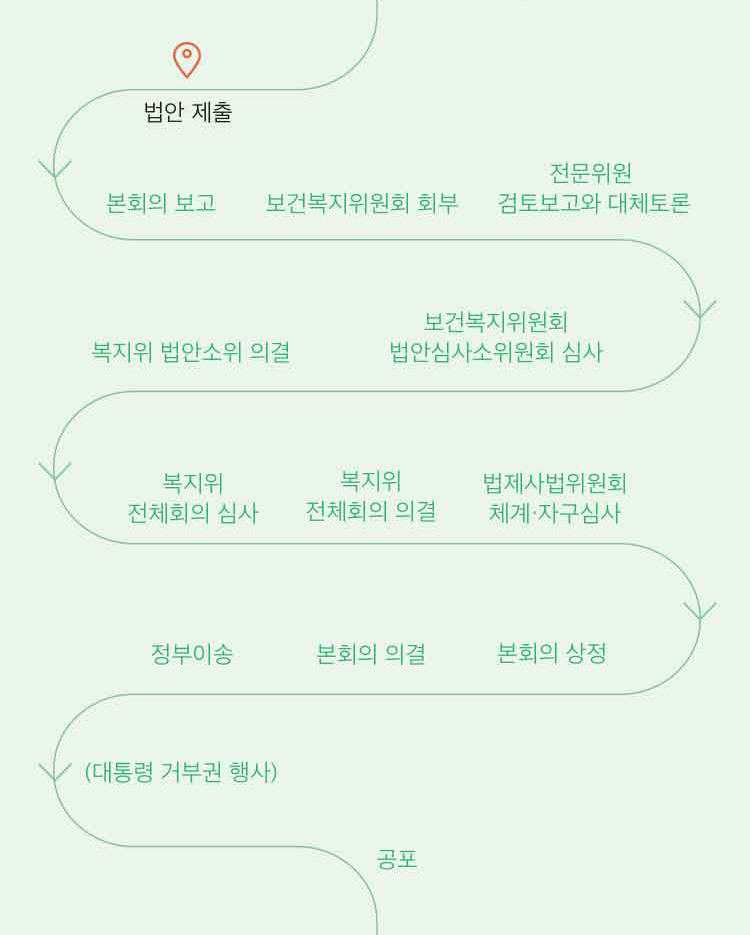 법안 제출
본회의 보고
보건복지위원회 회부
전문위원
검토보고와 대체토론
보건복지위원회
법안심사소위원회 심사
복지위 법안소위 의결
복지위
전체회의 심사
복지위
전체회의 의결
법제사법위원회
체계·자구심사
본회의 상정
본회의 의결
정부이송
(대통령 거부권 행사)
공포